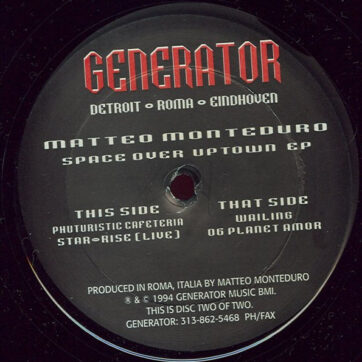 GENERATOR
DETROIT • ROMA • EINDHOVEN
MATTEO MONTEDURO
SPACE OVER UPTOWN EP
THIS SIDE
PHUTURISTIC CAFETERIA
STAR•RISE (LIVE)
THAT SIDE
WAILING
06 PLANET AMOR
PRODUCED IN ROMA, ITALIA BY MATTEO MONTEDURO
® & © 1994 GENERATOR MUSIC BMI.
THIS IS DISC TWO OF TWO.
GENERATOR: 313-862-5468 PH/FAX